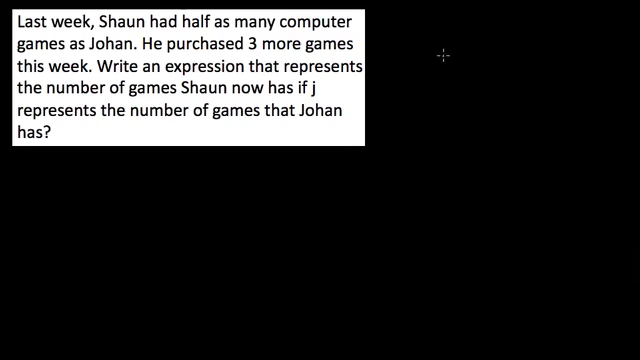 Last week, Shaun had half as many computer
games as Johan. He purchased 3 more games
this week. Write an expression that represents
the number of games Shaun now has if j
represents the number of games that Johan
has?